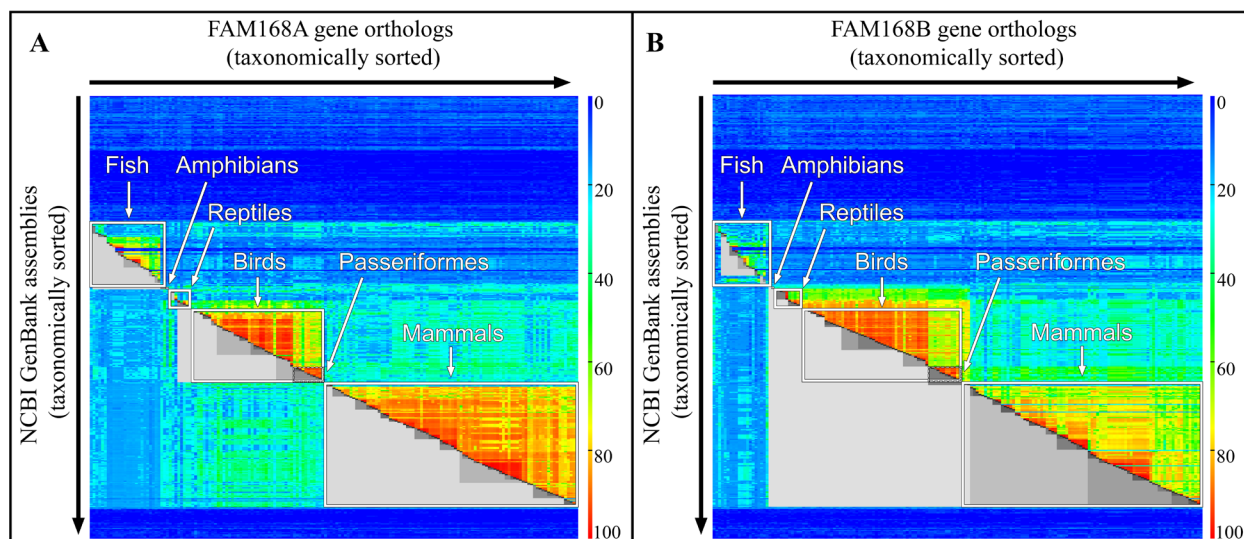 A
FAM168A gene orthologs
(taxonomically sorted)
NCBI GenBank assemblies
(taxonomically sorted)
Fish
Amphibians
Reptiles
Birds
Passeriformes
Mammals
0
20
40
60
80
100
B
FAM168B gene orthologs
(taxonomically sorted)
NCBI GenBank assemblies
(taxonomically sorted)
Fish
Amphibians
Reptiles
Birds
Passeriformes
Mammals
0
20
40
60
80
100